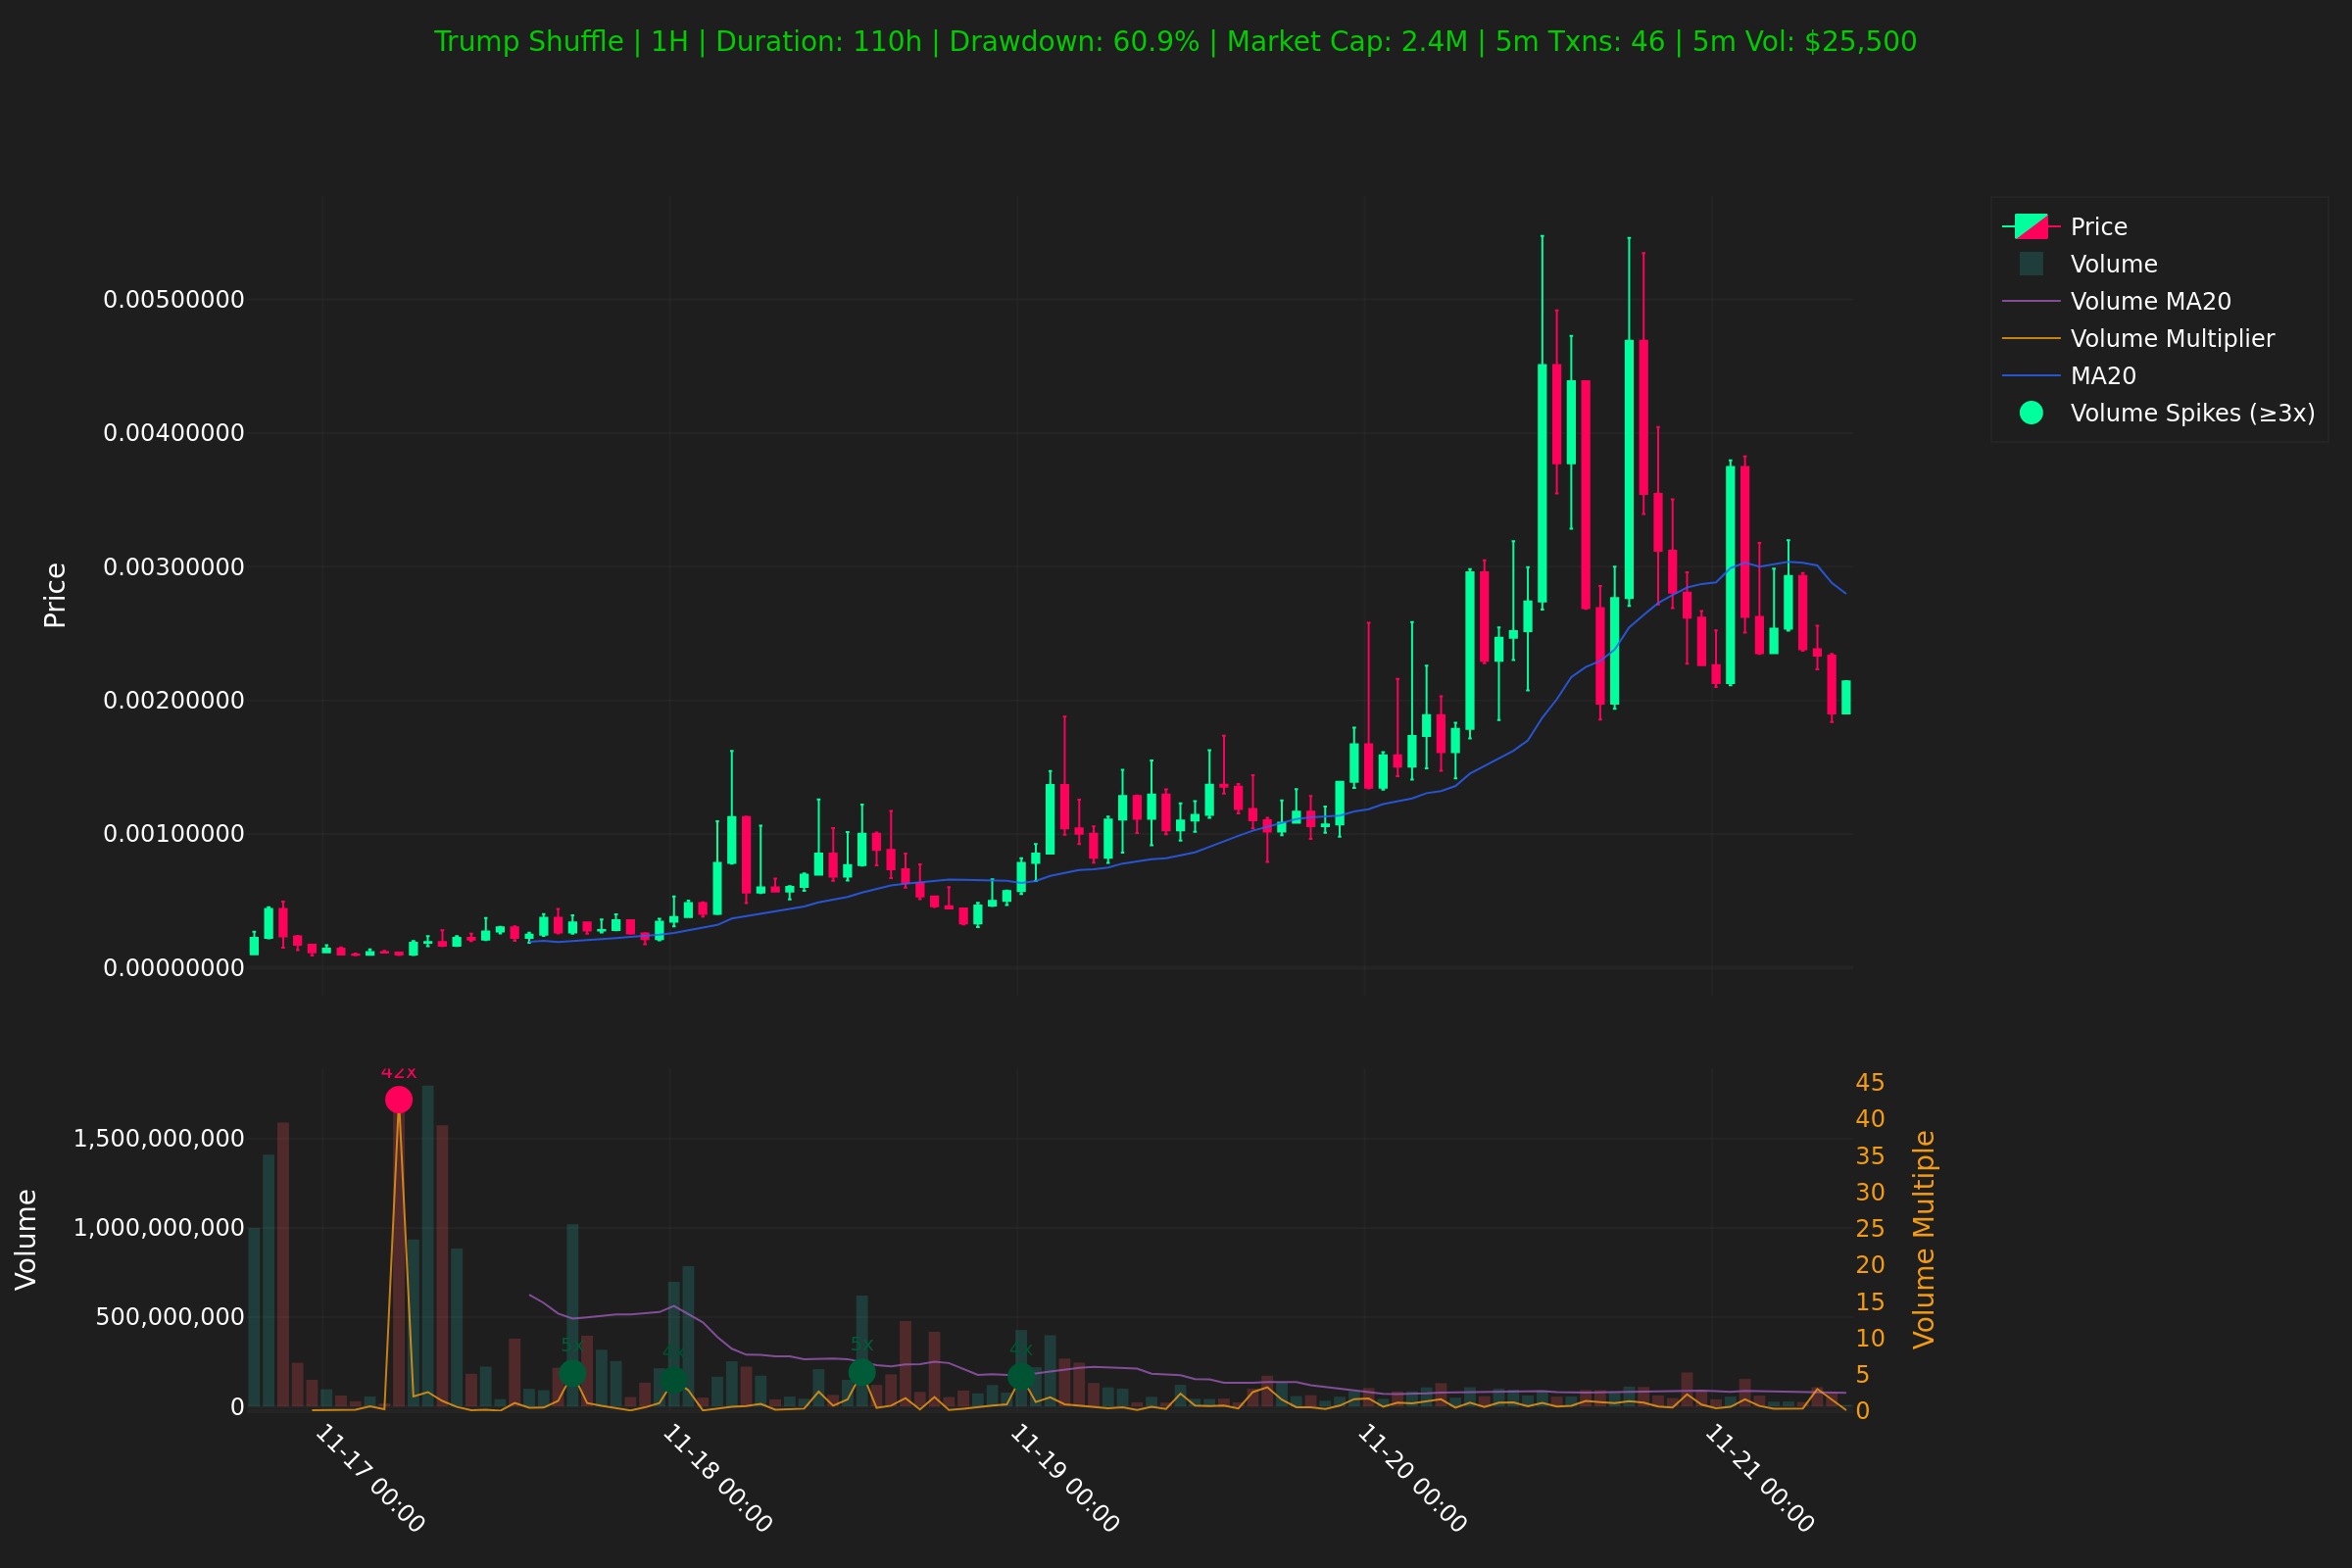 Trump Shuffle | 1H | Duration: 110h | Drawdown: 60.9% | Market Cap: 2.4M | 5m Txns: 46 | 5m Vol: $25,500
Price
0.00500000
0.00400000
0.00300000
0.00200000
0.00100000
0.00000000
Price
Volume
Volume MA20
Volume Multiplier
MA20
Volume Spikes (≥3x)
Volume
1,500,000,000
1,000,000,000
500,000,000
0
42x
5x
4x
5x
4x
45
40
35
30
25
20
15
10
5
0
Volume Multiple
11-17 00:00
11-18 00:00
11-19 00:00
11-20 00:00
11-21 00:00